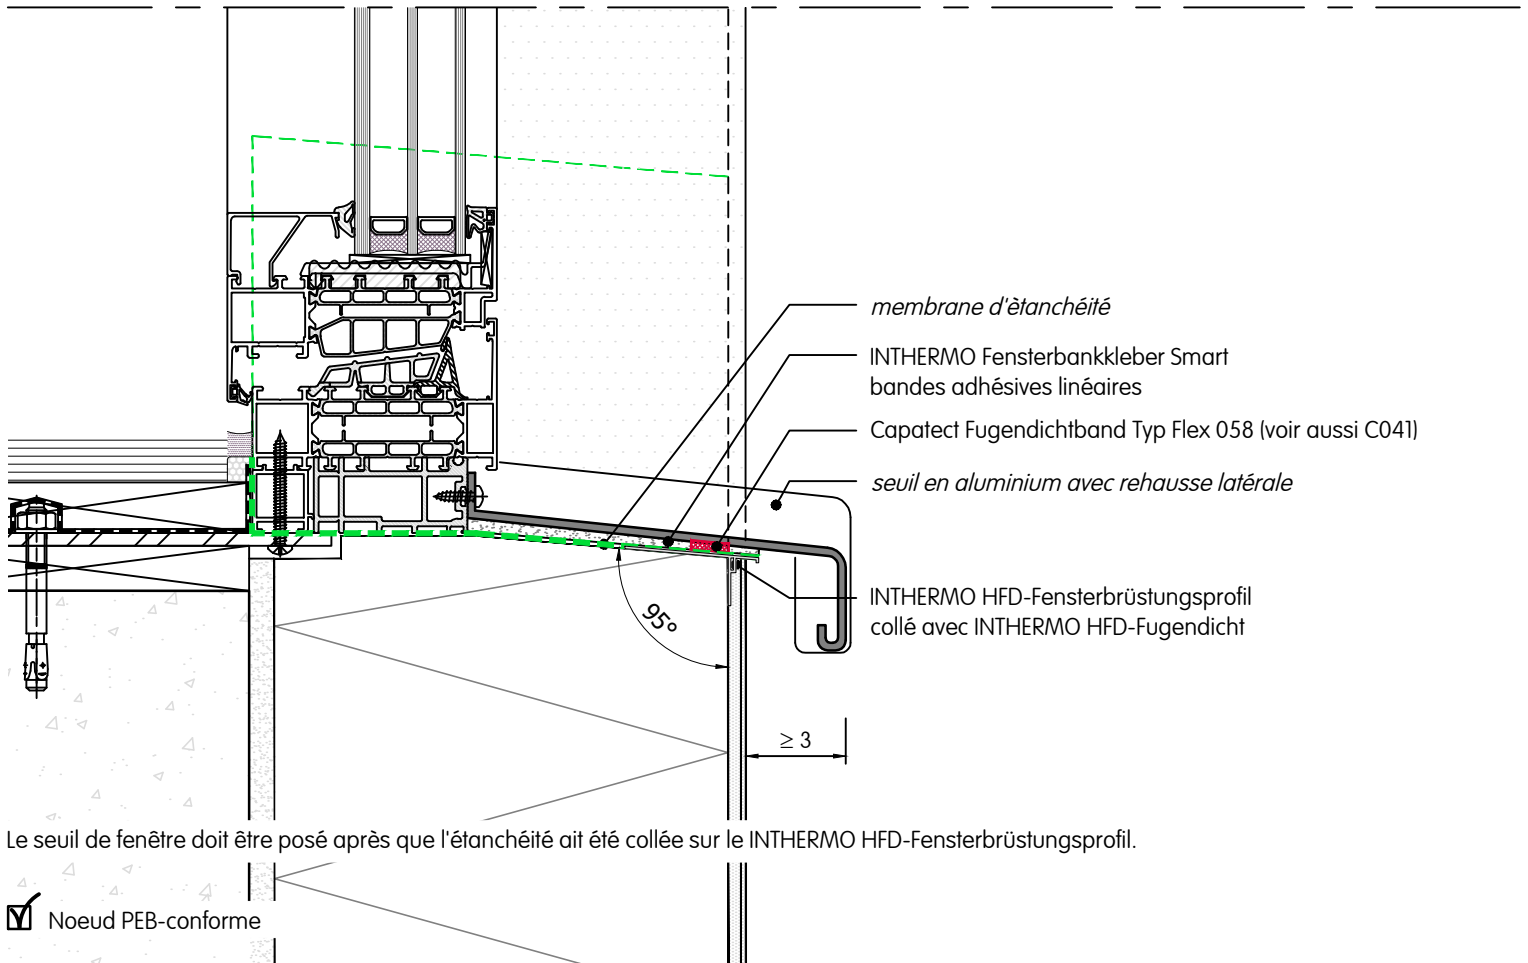 membrane d'ètanchéité
INTHERMO Fensterbankkleber Smart
bandes adhésives linéaires
Capatect Fugendichtband Typ Flex 058 (voir aussi C041)
seuil en aluminium avec rehausse latérale
INTHERMO HFD-Fensterbrüstungsprofil
collé avec INTHERMO HFD-Fugendicht
95°
≥ 3
Le seuil de fenêtre doit être posé après que l'étanchéité ait été collée sur le INTHERMO HFD-Fensterbrüstungsprofil.
Noeud PEB-conforme